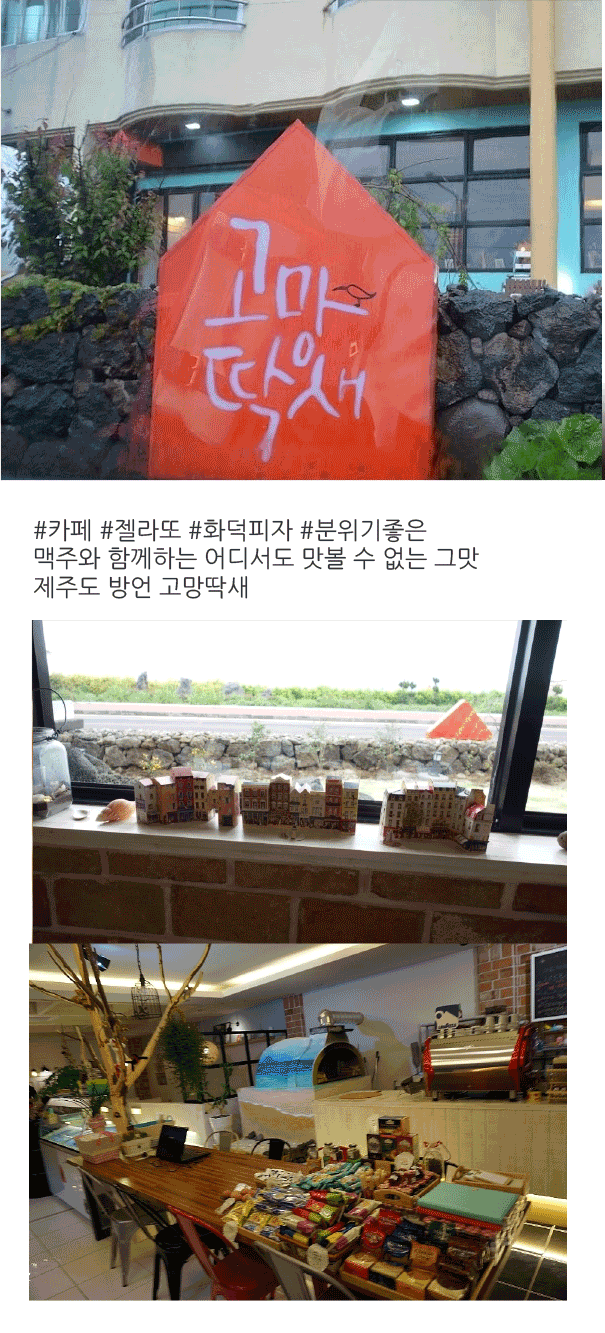 고망
딱새
#카페 #젤라또 #화덕피자 #분위기좋은
맥주와 함께하는 어디서도 맛볼 수 없는 그맛
제주도 방언 고망딱새